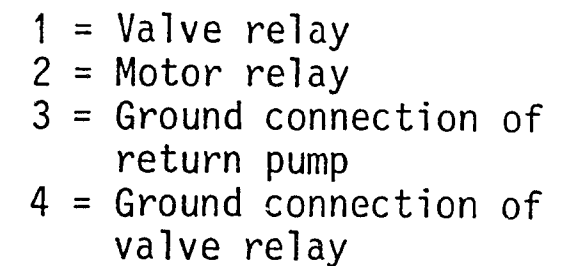 1 = Valve relay
2 = Motor relay
3 = Ground connection of
return pump
4 = Ground connection of
valve relay